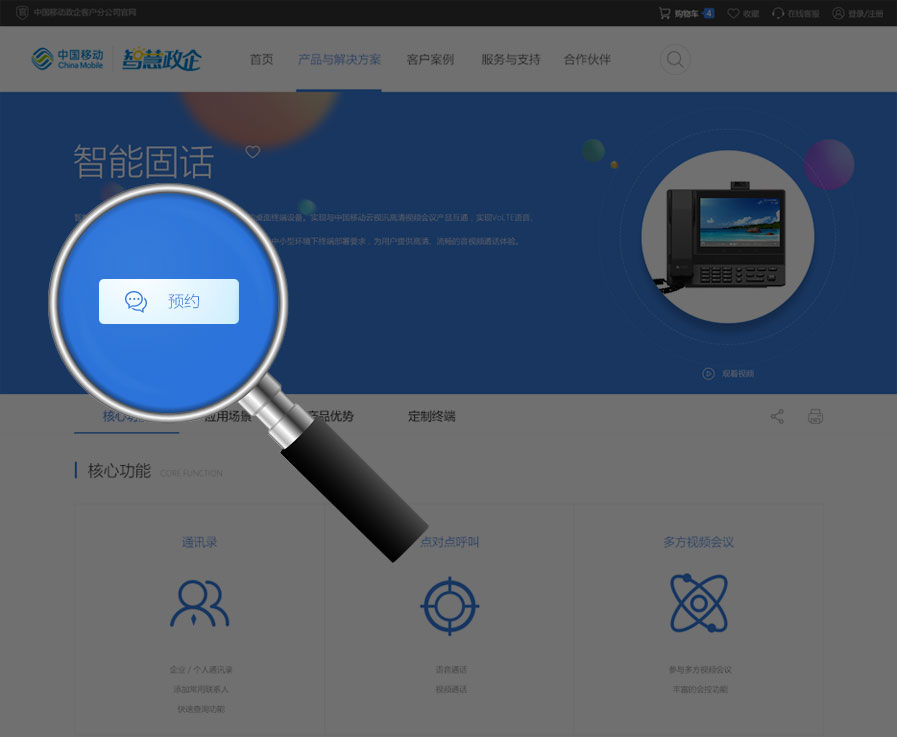 中国移动政企客户分公司官网
购物车 4 收藏 在线客服 登录/注册
中国移动 China Mobile 智慧政企
首页 产品与解决方案 客户案例 服务与支持 合作伙伴
智能固话
桌面终端设备。实现与中国移动云视讯高清视频会议产品互通，实现VoLTE语音、
中小型环境下终端部署要求，为用户提供高清、流畅的音视频通话体验。
预约
观看视频
核心 应用场景 产品优势 定制终端
核心功能 CORE FUNCTION
通讯录 点对点呼叫 多方视频会议
企业 / 个人通讯录 语音通话 参与多方视频会议
添加常用联系人 视频通话 丰富的会控功能
快速查询功能